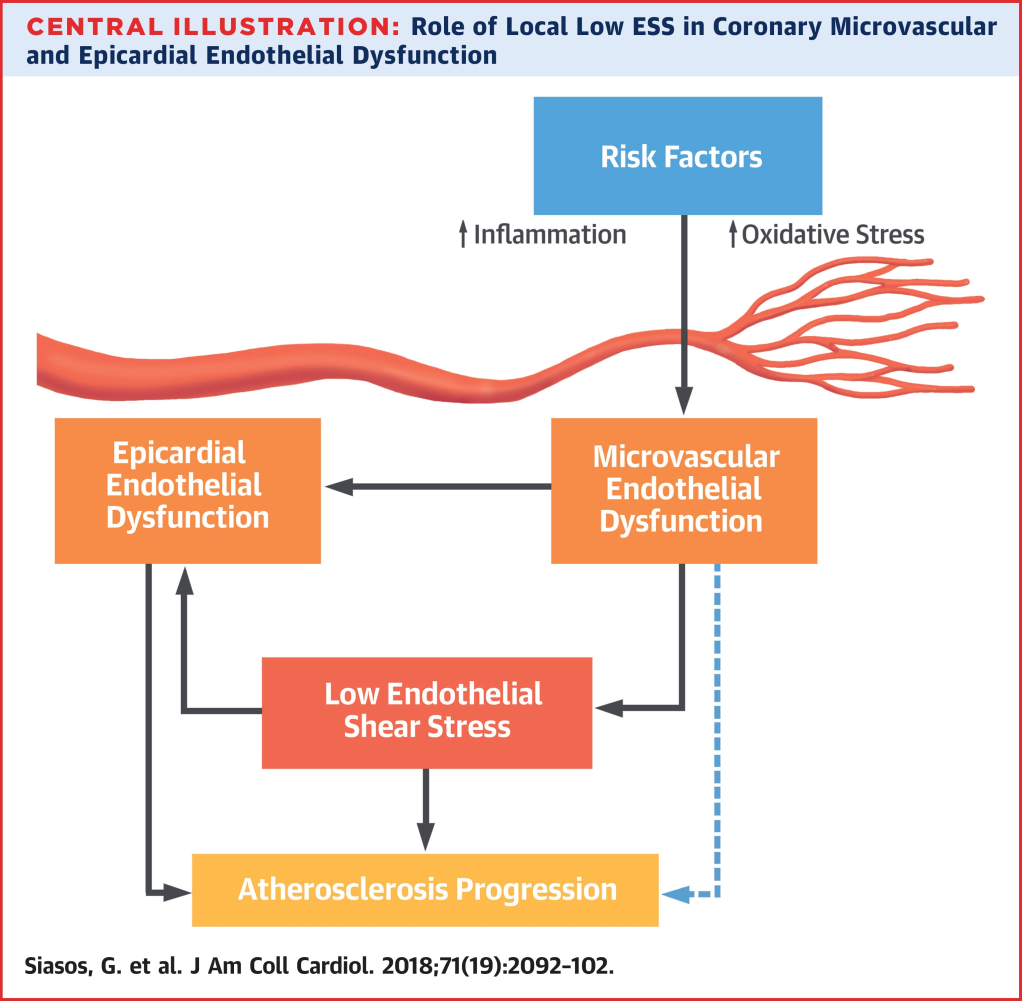 CENTRAL ILLUSTRATION: Role of Local Low ESS in Coronary Microvascular
and Epicardial Endothelial Dysfunction
Risk Factors
Inflammation
Oxidative Stress
Epicardial
Endothelial
Dysfunction
Microvascular
Endothelial
Dysfunction
Low Endothelial
Shear Stress
Atherosclerosis Progression
Siasos, G. et al. J Am Coll Cardiol. 2018;71(19):2092–102.